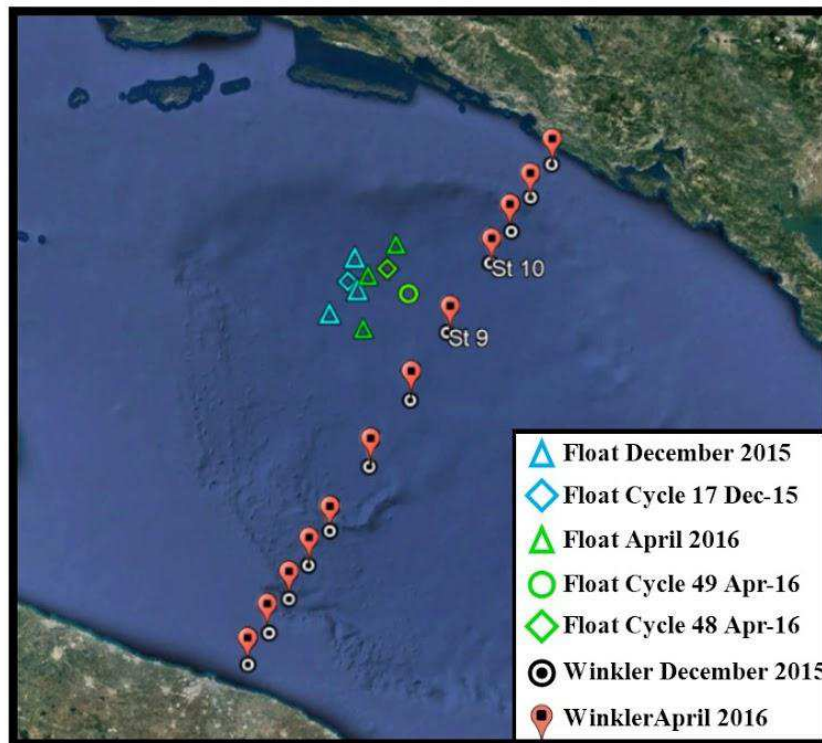 St 10
St 9
Float December 2015
Float Cycle 17 Dec-15
Float April 2016
Float Cycle 49 Apr-16
Float Cycle 48 Apr-16
Winkler December 2015
WinklerApril 2016